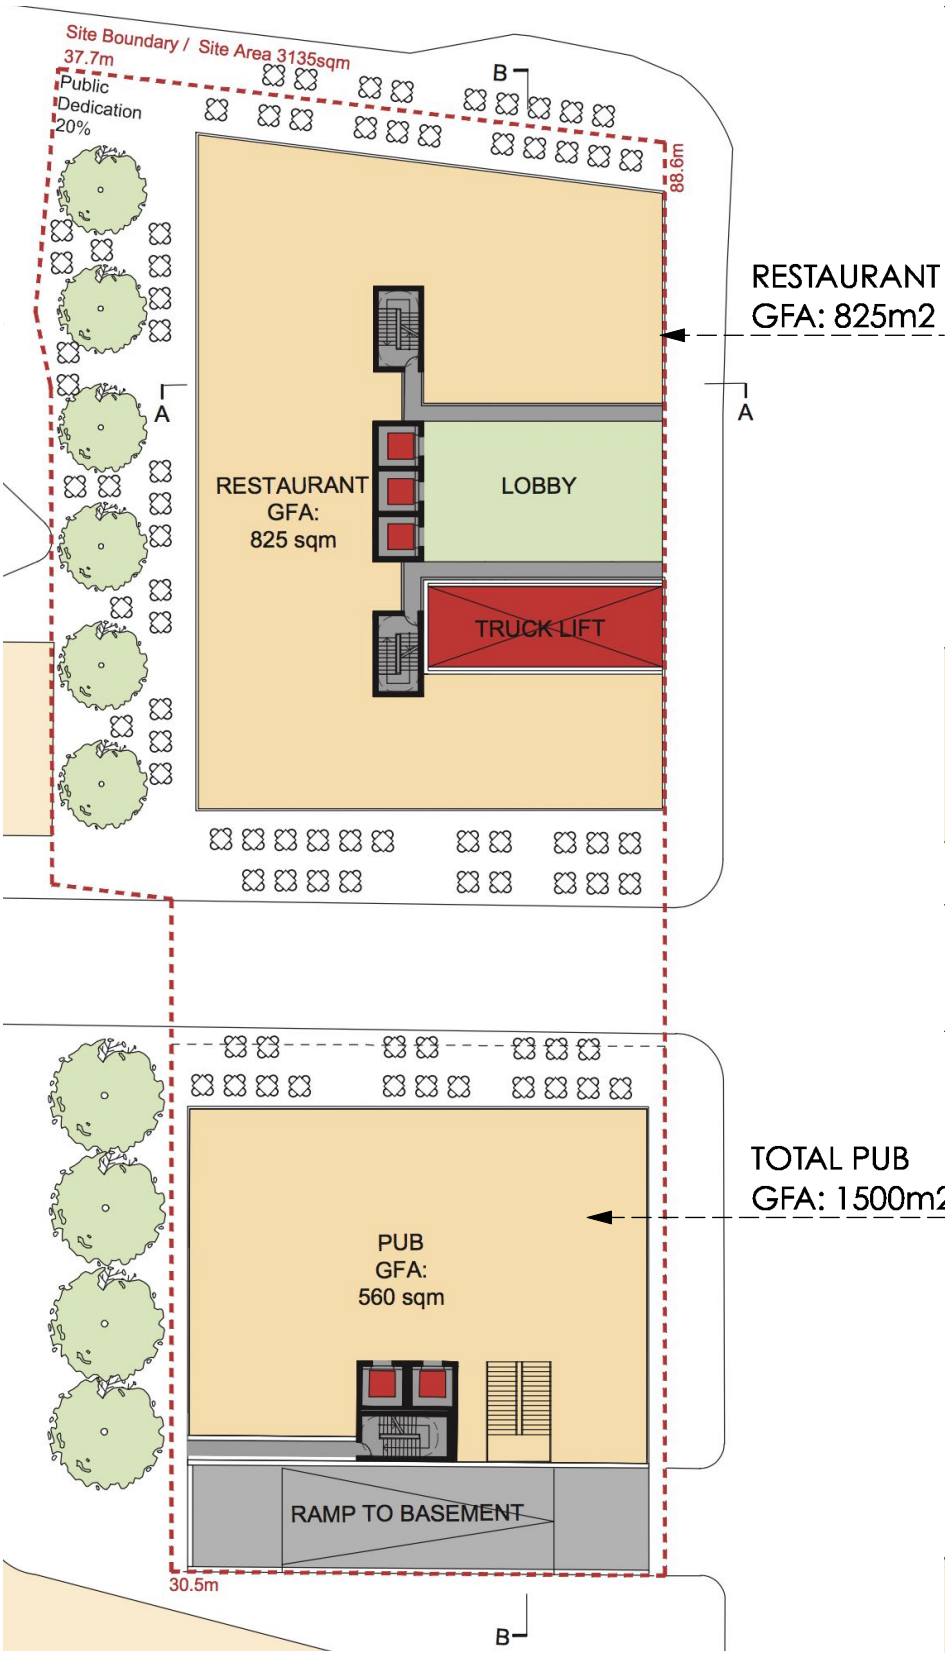 Site Boundary / Site Area 3135sqm
37.7m
Public
Dedication
20%
B
88.6m
RESTAURANT
GFA: 825m2
A
A
RESTAURANT
GFA:
825 sqm
LOBBY
TRUCK LIFT
TOTAL PUB
GFA: 1500m2
PUB
GFA:
560 sqm
RAMP TO BASEMENT
30.5m
B